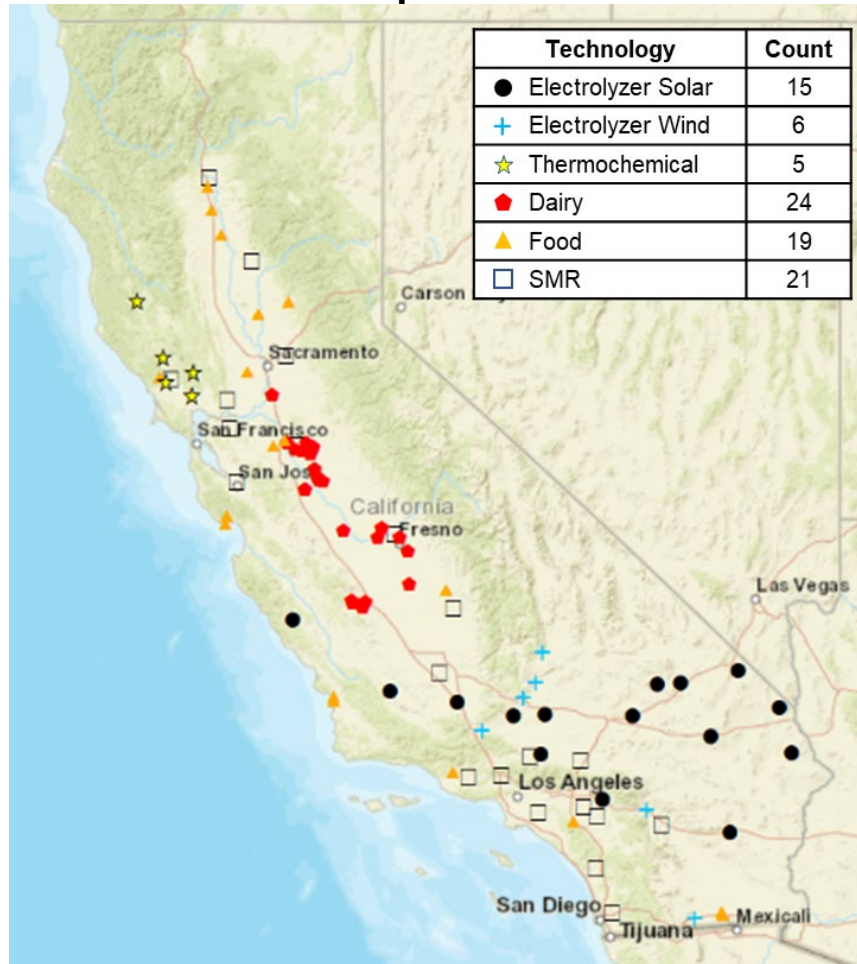 Technology Count
Electrolyzer Solar 15
Electrolyzer Wind 6
Thermochemical 5
Dairy 24
Food 19
SMR 21
Carson
Sacramento
San Francisco
San Jos
California
Fresno
Las Vegas
Los Angeles
San Diego
Tijuana
Mexicali